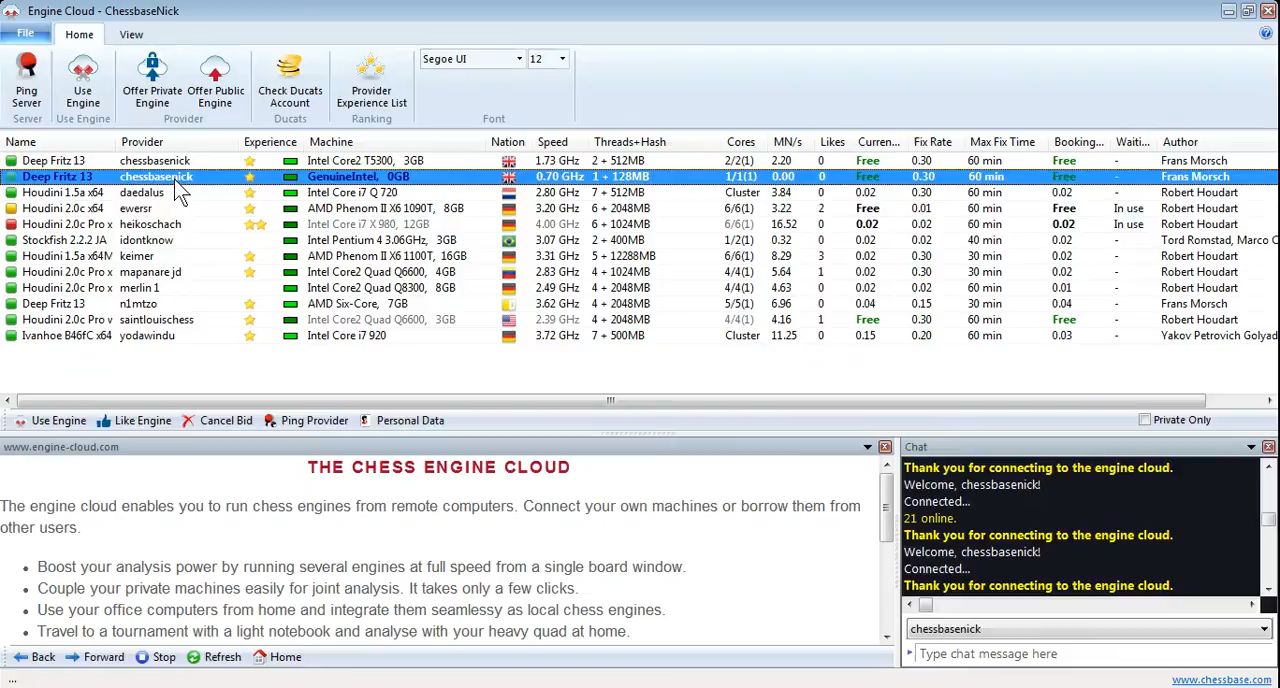 Engine Cloud - ChessbaseNick
File Home View
Ping Server Use Engine Offer Private Engine Offer Public Engine Check Ducats Account Provider Experience List Segoe UI 12
Server Use Engine Provider Ducats Ranking Font
Name Provider Experience Machine Nation Speed Threads+Hash Cores MN/s Likes Curren... Fix Rate Max Fix Time Booking... Waiti... Author
Deep Fritz 13 chessbasenick Intel Core2 T5300, 3GB 1.73 GHz 2 + 512MB 2/2(1) 2.20 0 Free 0.30 60 min Free - Frans Morsch
Deep Fritz 13 chessbasenick GenuineIntel, 0GB 0.70 GHz 1 + 128MB 1/1(1) 0.00 0 Free 0.30 60 min Free - Frans Morsch
Houdini 1.5a x64 daedalus Intel Core i7 Q 720 2.80 GHz 7 + 512MB Cluster 3.84 0 0.02 0.30 60 min 0.02 - Robert Houdart
Houdini 2.0c x64 ewersr AMD Phenom II X6 1090T, 8GB 3.20 GHz 6 + 2048MB 6/6(1) 3.22 2 Free 0.01 60 min Free In use Robert Houdart
Houdini 2.0c Pro x heikoschach Intel Core i7 X 980, 12GB 4.00 GHz 6 + 1024MB 6/6(1) 16.52 0 0.02 0.30 60 min 0.02 In use Robert Houdart
Stockfish 2.2.2 JA idontknow Intel Pentium 4 3.06GHz, 3GB 3.07 GHz 2 + 400MB 1/2(1) 0.32 0 0.02 0.02 40 min 0.02 - Tord Romstad, Marco C
Houdini 1.5a x64M keimer AMD Phenom II X6 1100T, 16GB 3.31 GHz 5 + 12288MB 6/6(1) 8.29 3 0.02 0.30 30 min 0.02 - Robert Houdart
Houdini 2.0c Pro x mapanare jd Intel Core2 Quad Q6600, 4GB 2.83 GHz 4 + 1024MB 4/4(1) 5.64 1 0.02 0.30 30 min 0.02 - Robert Houdart
Houdini 2.0c Pro x merlin 1 Intel Core2 Quad Q8300, 8GB 2.49 GHz 4 + 1024MB 4/4(1) 4.63 0 0.01 0.02 60 min 0.02 - Robert Houdart
Deep Fritz 13 n1mtzo AMD Six-Core, 7GB 3.62 GHz 4 + 2048MB 5/5(1) 6.96 0 0.04 0.15 30 min 0.04 - Frans Morsch
Houdini 2.0c Pro v saintlouischess Intel Core2 Quad Q6600, 3GB 2.39 GHz 4 + 2048MB 4/4(1) 4.16 1 Free 0.30 60 min Free - Robert Houdart
Ivanhoe B46fC x64 yodawindu Intel Core i7 920 3.72 GHz 7 + 500MB Cluster 11.25 0 0.15 0.20 60 min 0.03 - Yakov Petrovich Golyad
Use Engine Like Engine Cancel Bid Ping Provider Personal Data Private Only
www.engine-cloud.com
THE CHESS ENGINE CLOUD
The engine cloud enables you to run chess engines from remote computers. Connect your own machines or borrow them from
other users.
• Boost your analysis power by running several engines at full speed from a single board window.
• Couple your private machines easily for joint analysis. It takes only a few clicks.
• Use your office computers from home and integrate them seamlessy as local chess engines.
• Travel to a tournament with a light notebook and analyse with your heavy quad at home.
Back Forward Stop Refresh Home
Chat
Thank you for connecting to the engine cloud.
Welcome, chessbasenick!
Connected...
21 online.
Thank you for connecting to the engine cloud.
Welcome, chessbasenick!
Connected...
Thank you for connecting to the engine cloud.
chessbasenick
Type chat message here
...
www.chessbase.com